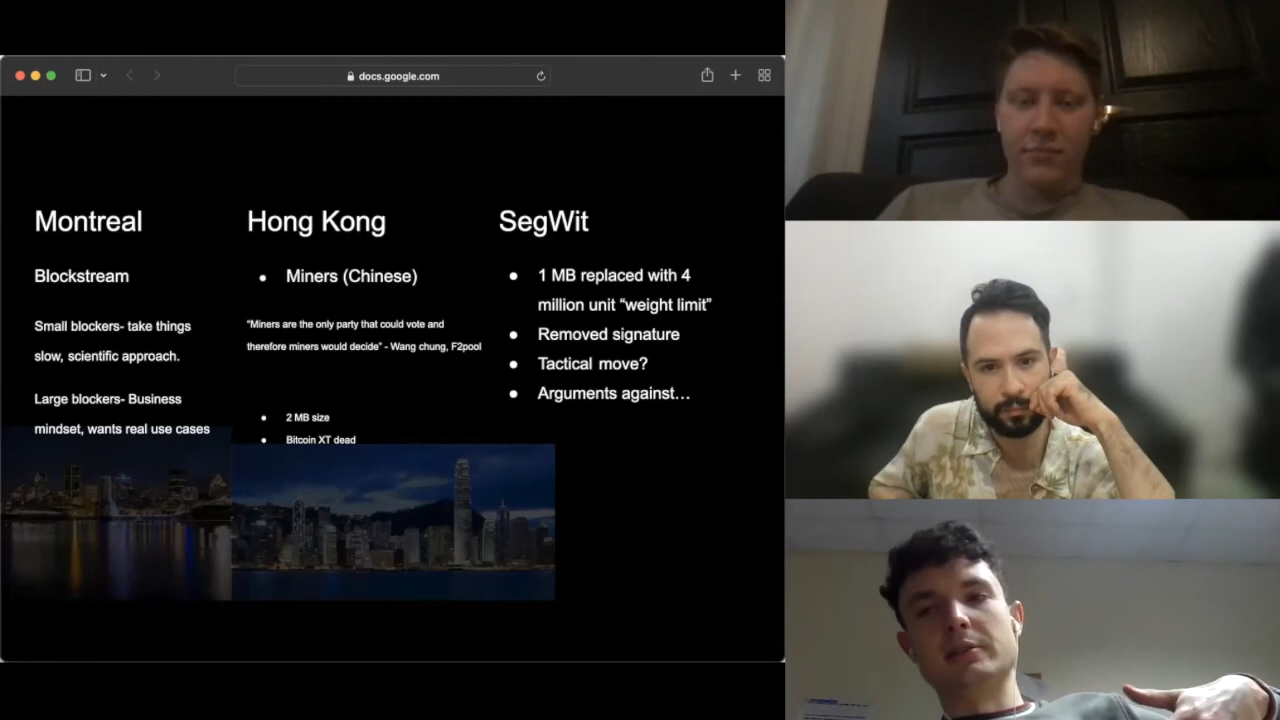 docs.google.com
Montreal
Blockstream
Small blockers- take things
slow, scientific approach.
Large blockers- Business
mindset, wants real use cases
Hong Kong
Miners (Chinese)
“Miners are the only party that could vote and
therefore miners would decide” - Wang chung, F2pool
2 MB size
Bitcoin XT dead
SegWit
1 MB replaced with 4
million unit “weight limit”
Removed signature
Tactical move?
Arguments against…